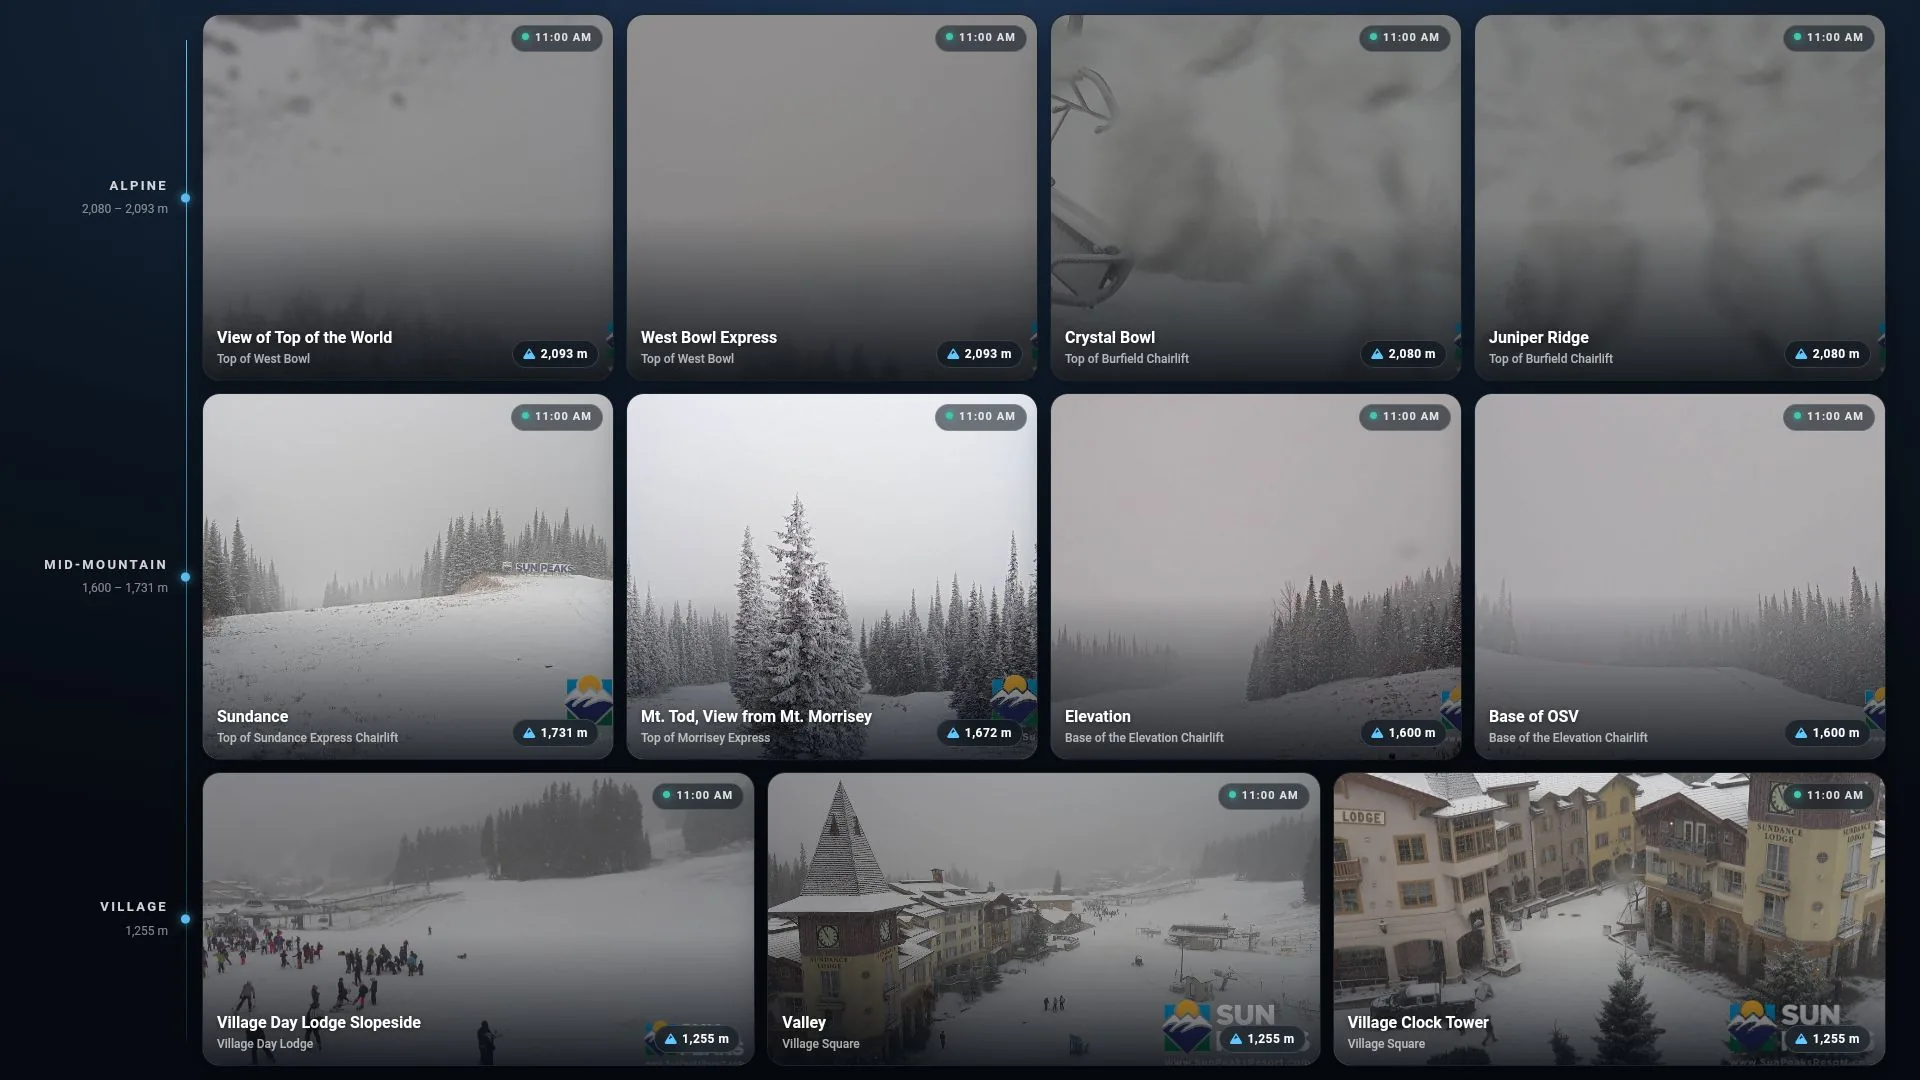 ALPINE
2,080 – 2,093 m
11:00 AM
View of Top of the World
Top of West Bowl
2,093 m
11:00 AM
West Bowl Express
Top of West Bowl
2,093 m
11:00 AM
Crystal Bowl
Top of Burfield Chairlift
2,080 m
11:00 AM
Juniper Ridge
Top of Burfield Chairlift
2,080 m
MID-MOUNTAIN
1,600 – 1,731 m
11:00 AM
SUN PEAKS
Sundance
Top of Sundance Express Chairlift
1,731 m
11:00 AM
Mt. Tod, View from Mt. Morrisey
Top of Morrisey Express
1,672 m
11:00 AM
Elevation
Base of the Elevation Chairlift
1,600 m
11:00 AM
Base of OSV
Base of the Elevation Chairlift
1,600 m
VILLAGE
1,255 m
11:00 AM
Village Day Lodge Slopeside
Village Day Lodge
1,255 m
11:00 AM
SUNDANCE
LODGE
SUN
Valley
Village Square
1,255 m
11:00 AM
LODGE
SUNDANCE
LODGE
SUNDANCE
LODGE
SUN
Village Clock Tower
Village Square
1,255 m